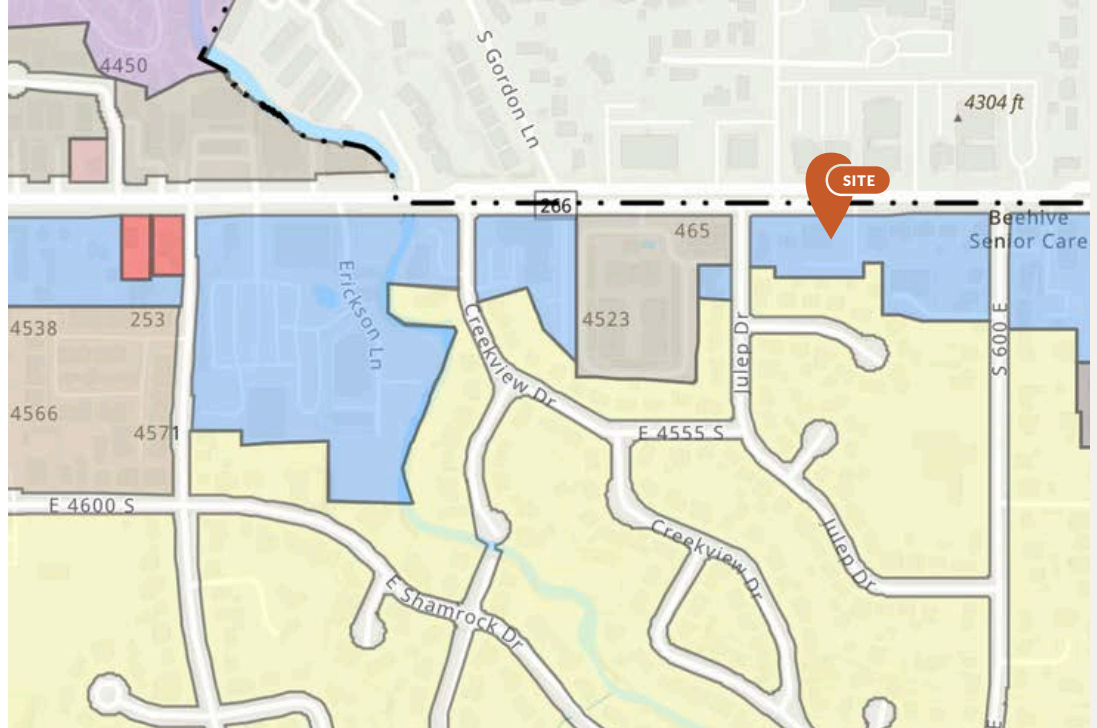 4450
S Gordon Ln
4304 ft
SITE
266
Beehive
Senior Care
465
Erickson Ln
4538
253
4523
Creekview Dr
Julep Dr
S 600 E
4566
4571
E 4555 S
E 4600 S
Creekview Dr
Julep Dr
E Shamrock Dr
E